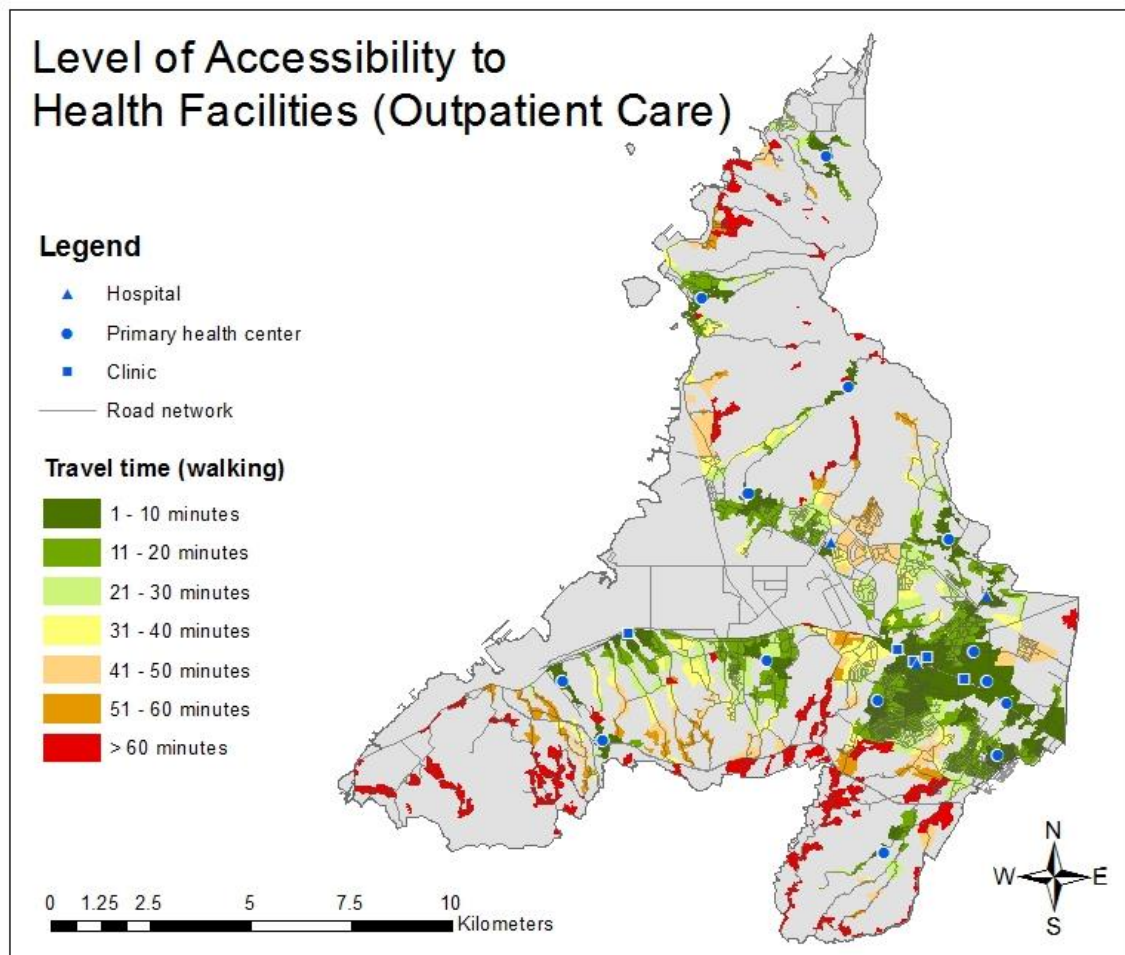 Level of Accessibility to
Health Facilities (Outpatient Care)
Legend
Hospital
Primary health center
Clinic
Road network
Travel time (walking)
1 - 10 minutes
11 - 20 minutes
21 - 30 minutes
31 - 40 minutes
41 - 50 minutes
51 - 60 minutes
> 60 minutes
0 1.25 2.5 5 7.5 10
Kilometers
N
W E
S